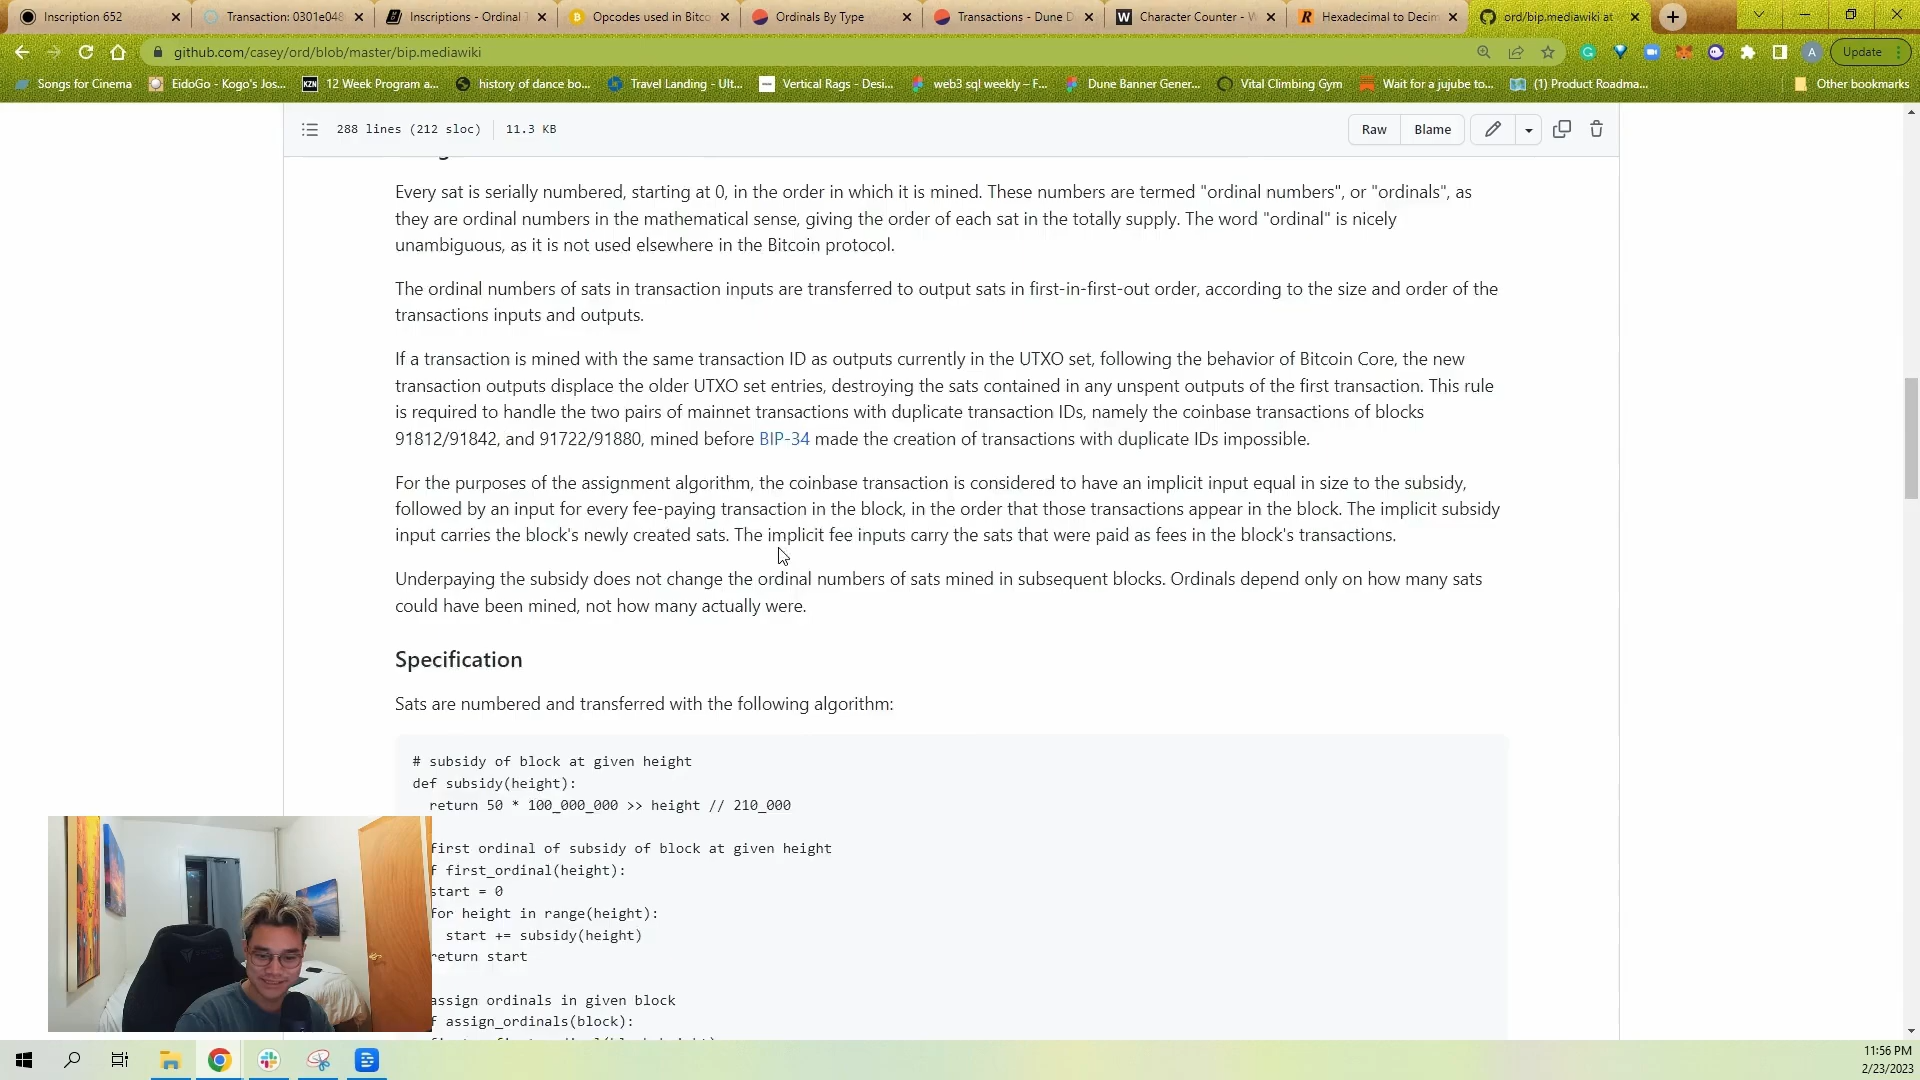 Inscription 652
Transaction: 0301e048
Inscriptions - Ordinal
Opcodes used in Bitco
Ordinals By Type
Transactions - Dune D
Character Counter - W
Hexadecimal to Decim
ord/bip.mediawiki at
github.com/casey/ord/blob/master/bip.mediawiki
Update
Songs for Cinema
EidoGo - Kogo's Jos...
12 Week Program a...
history of dance bo...
Travel Landing - Ult...
Vertical Rags - Desi...
web3 sql weekly – F...
Dune Banner Gener...
Vital Climbing Gym
Wait for a jujube to...
(1) Product Roadma...
Other bookmarks
288 lines (212 sloc) 11.3 KB
Raw Blame
Every sat is serially numbered, starting at 0, in the order in which it is mined. These numbers are termed "ordinal numbers", or "ordinals", as
they are ordinal numbers in the mathematical sense, giving the order of each sat in the totally supply. The word "ordinal" is nicely
unambiguous, as it is not used elsewhere in the Bitcoin protocol.
The ordinal numbers of sats in transaction inputs are transferred to output sats in first-in-first-out order, according to the size and order of the
transactions inputs and outputs.
If a transaction is mined with the same transaction ID as outputs currently in the UTXO set, following the behavior of Bitcoin Core, the new
transaction outputs displace the older UTXO set entries, destroying the sats contained in any unspent outputs of the first transaction. This rule
is required to handle the two pairs of mainnet transactions with duplicate transaction IDs, namely the coinbase transactions of blocks
91812/91842, and 91722/91880, mined before BIP-34 made the creation of transactions with duplicate IDs impossible.
For the purposes of the assignment algorithm, the coinbase transaction is considered to have an implicit input equal in size to the subsidy,
followed by an input for every fee-paying transaction in the block, in the order that those transactions appear in the block. The implicit subsidy
input carries the block's newly created sats. The implicit fee inputs carry the sats that were paid as fees in the block's transactions.
Underpaying the subsidy does not change the ordinal numbers of sats mined in subsequent blocks. Ordinals depend only on how many sats
could have been mined, not how many actually were.
Specification
Sats are numbered and transferred with the following algorithm:
# subsidy of block at given height
def subsidy(height):
return 50 * 100_000_000 >> height // 210_000
first ordinal of subsidy of block at given height
f first_ordinal(height):
start = 0
for height in range(height):
start += subsidy(height)
return start
assign ordinals in given block
f assign_ordinals(block):
11:56 PM
2/23/2023